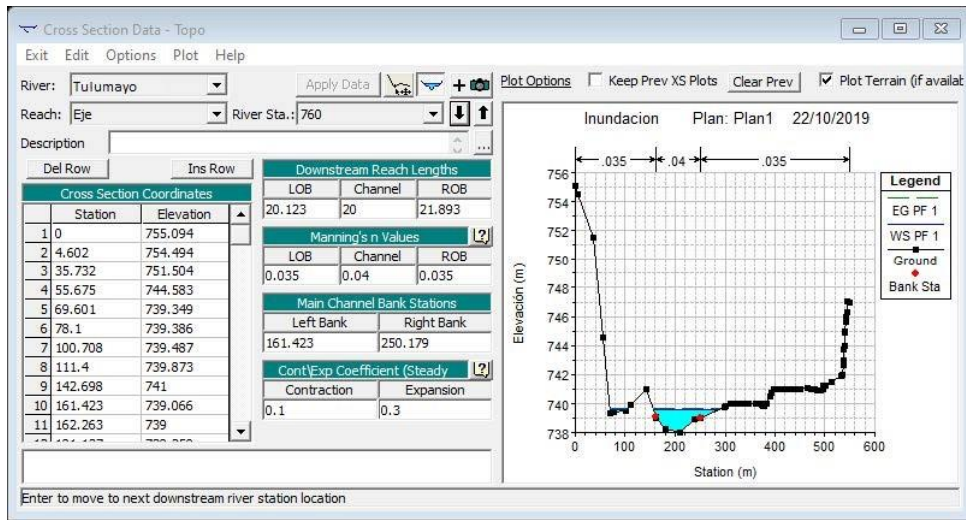 Cross Section Data - Topo
Exit Edit Options Plot Help
River: Tulumayo Apply Data
Reach: Eje River Sta.: 760
Description ...
Del Row Ins Row
Cross Section Coordinates
Station Elevation
1 0 755.094
2 4.602 754.494
3 35.732 751.504
4 55.675 744.583
5 69.601 739.349
6 78.1 739.386
7 100.708 739.487
8 111.4 739.873
9 142.698 741
10 161.423 739.066
11 162.263 739
Downstream Reach Lengths
LOB Channel ROB
20.123 20 21.893
Manning's n Values ?
LOB Channel ROB
0.035 0.04 0.035
Main Channel Bank Stations
Left Bank Right Bank
161.423 250.179
Cont\Exp Coefficient (Steady ?
Contraction Expansion
0.1 0.3
Enter to move to next downstream river station location
Plot Options Keep Prev XS Plots Clear Prev Plot Terrain (if availab
Inundacion Plan: Plan1 22/10/2019
.035 .04 .035
756
754
752
750
748
746
744
742
740
738
Elevación (m)
0 100 200 300 400 500 600
Station (m)
Legend
EG PF 1
WS PF 1
Ground
Bank Sta